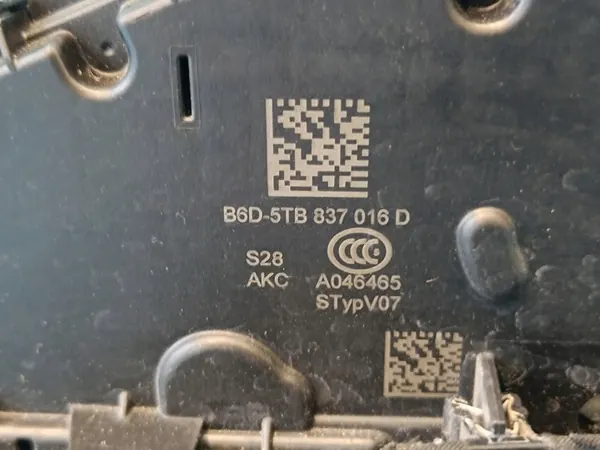 B6D-5TB 837 016 D
S28
AKC
CCC
A046465
STypV07